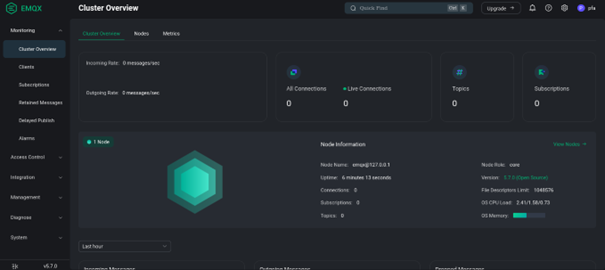 EMQX
Cluster Overview
Quick Find
Ctrl K
Upgrade
pfs
Monitoring
Cluster Overview
Clients
Subscriptions
Retained Messages
Delayed Publish
Alarms
Access Control
Integration
Management
Diagnose
System
v5.7.0
Cluster Overview Nodes Metrics
Incoming Rate: 0 messages/sec
Outgoing Rate: 0 messages/sec
All Connections
0
Live Connections
0
Topics
0
Subscriptions
0
1 Node
Node Information
View Nodes
Node Name: emqx@127.0.0.1
Node Role: core
Uptime: 6 minutes 13 seconds
Version: 5.7.0 (Open Source)
Connections: 0
File Descriptors Limit: 1048576
Subscriptions: 0
OS CPU Load: 2.41/1.58/0.73
Topics: 0
OS Memory:
Last hour
Incoming Messages
Outgoing Messages
Dropped Messages